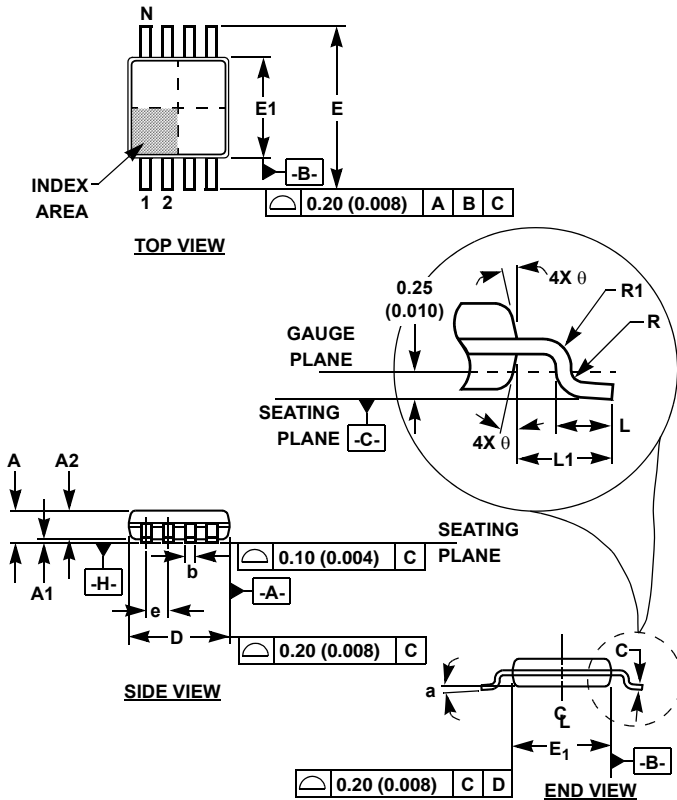 N
E1
E
-B-
INDEX
AREA
1 2
0.20 (0.008) A B C
TOP VIEW
0.25
(0.010)
4X θ
R1
R
GAUGE
PLANE
SEATING
PLANE -C-
4X θ
L
L1
A A2
SEATING
PLANE
A1
-H-
b
0.10 (0.004) C
-A-
e
D
0.20 (0.008) C
SIDE VIEW
C
a
CL
E1
-B-
0.20 (0.008) C D
END VIEW